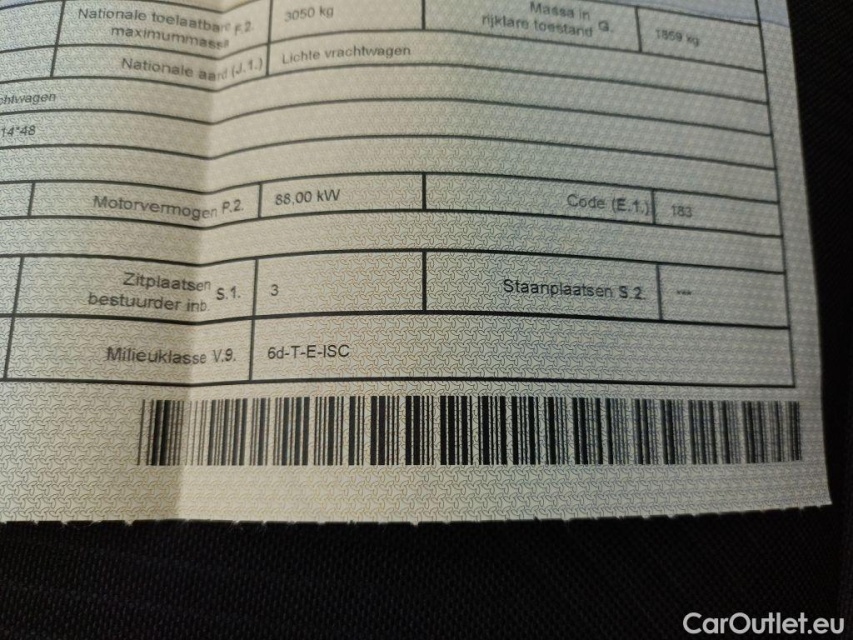 Nationale toelaatbare F.2. 3050 kg Massa in
maximummassa rijklare toestand G. 1859 kg
Nationale aard (J.1.) Lichte vrachtwagen
chtwagen
14*48
Motorvermogen P.2. 88,00 kW Code (E.1.) 183
Zitplaatsen S.1. 3 Staanplaatsen S.2. ---
bestuurder inb.
Milieuklasse V.9. 6d-T-E-ISC
CarOutlet.eu